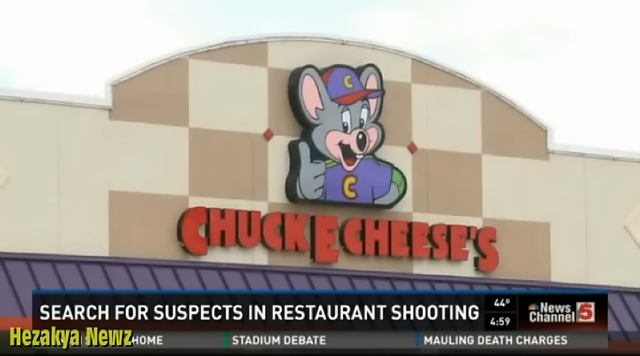 C
C
CHUCK E CHEESE'S
SEARCH FOR SUSPECTS IN RESTAURANT SHOOTING
44°
4:59
News
Channel 5
Hezakya Newz
HOME
STADIUM DEBATE
MAULING DEATH CHARGES